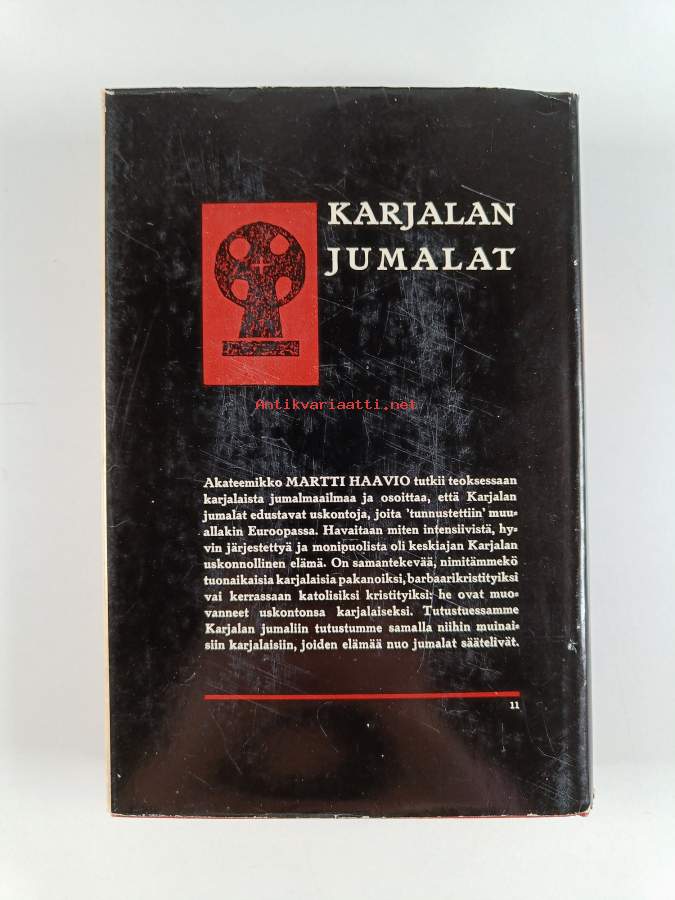 KARJALAN
JUMALAT
Antikvariaatti.net
Akateemikko MARTTI HAAVIO tutkii teoksessaan
karjalaista jumalmaailmaa ja osoittaa, että Karjalan
jumalat edustavat uskontoja, joita 'tunnustettiin' muu-
allakin Euroopassa. Havaitaan miten intensiivistä, hy-
vin järjestettyä ja monipuolista oli keskiajan Karjalan
uskonnollinen elämä. On samantekevää, nimitämmekö
tuonaikaisia karjalaisia pakanoiksi, barbaarikristityiksi
vai kerrassaan katolisiksi kristityiksi: he ovat muo-
vanneet uskontonsa karjalaiseksi. Tutustuessamme
Karjalan jumaliin tutustumme samalla niihin muinai-
siin karjalaisiin, joiden elämää nuo jumalat säätelivät.
11